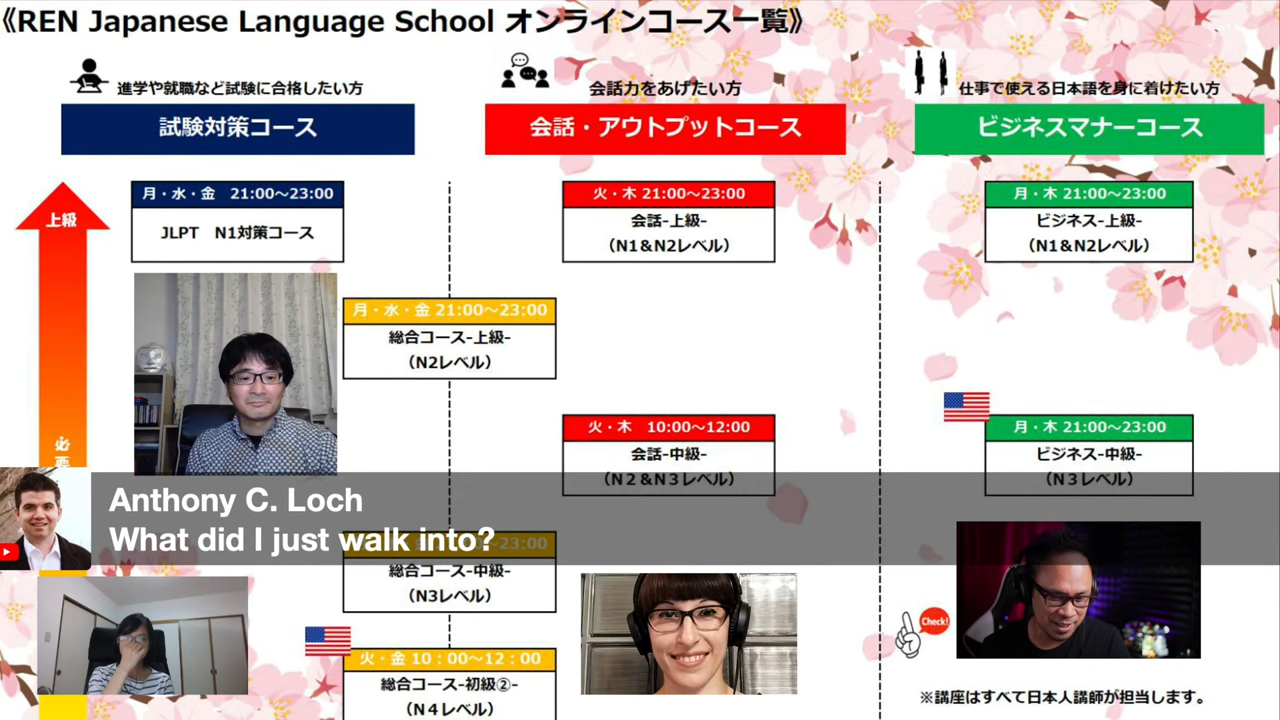 《REN Japanese Language School オンラインコース一覧》
進学や就職など試験に合格したい方
試験対策コース
会話力をあげたい方
会話・アウトプットコース
仕事で使える日本語を身に着けたい方
ビジネスマナーコース
上級
月・水・金 21:00～23:00
JLPT N1対策コース
火・木 21:00～23:00
会話-上級-
（N1&N2レベル）
月・木 21:00～23:00
ビジネス-上級-
（N1&N2レベル）
月・水・金 21:00～23:00
総合コース-上級-
（N2レベル）
火・木 10:00～12:00
会話-中級-
（N２&N３レベル）
月・木 21:00～23:00
ビジネス-中級-
（N３レベル）
必要
Anthony C. Loch
What did I just walk into?
23:00
総合コース-中級-
（N3レベル）
火・金 10：00～12：00
総合コース-初級②-
（N４レベル）
Check!
※講座はすべて日本人講師が担当します。